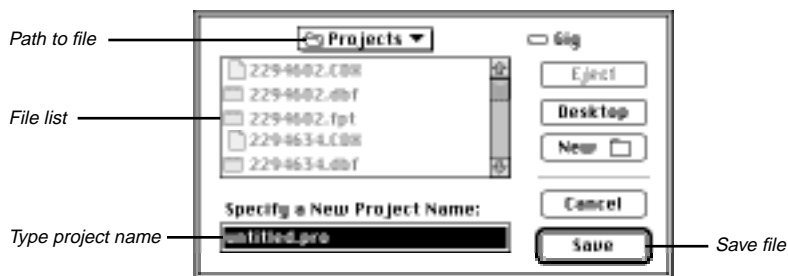 Path to file
Projects
Gig
2294602.CDX
2294602.dbf
2294602.fpt
2294634.CDX
2294634.dbf
File list
Eject
Desktop
New
Specify a New Project Name:
Cancel
Type project name
untitled.pro
Save
Save file